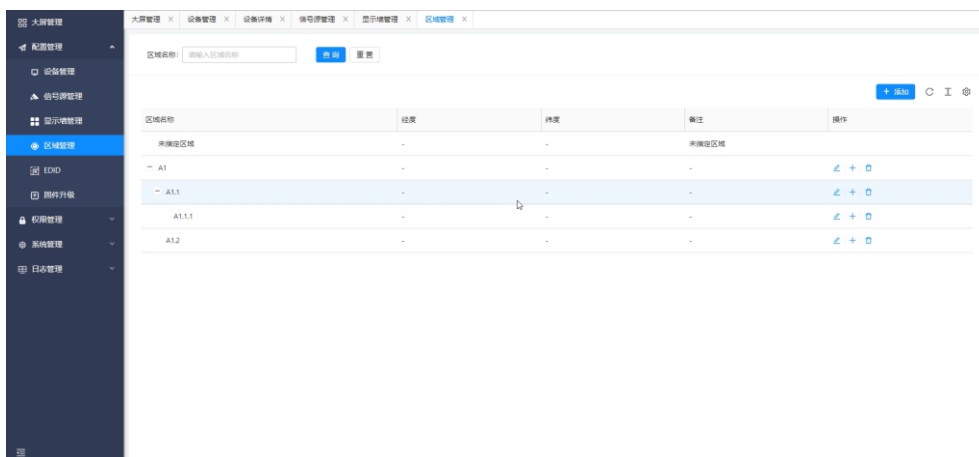 大屏管理
配置管理
设备管理
信号源管理
显示墙管理
区域管理
EDID
固件升级
权限管理
系统管理
日志管理
大屏管理 × 设备管理 × 设备详情 × 信号源管理 × 显示墙管理 × 区域管理 ×
区域名称: 请输入区域名称 查询 重置
+ 添加
区域名称 经度 纬度 备注 操作
未指定区域 - - 未指定区域
A1 - - -
A1.1 - - -
A1.1.1 - - -
A1.2 - - -